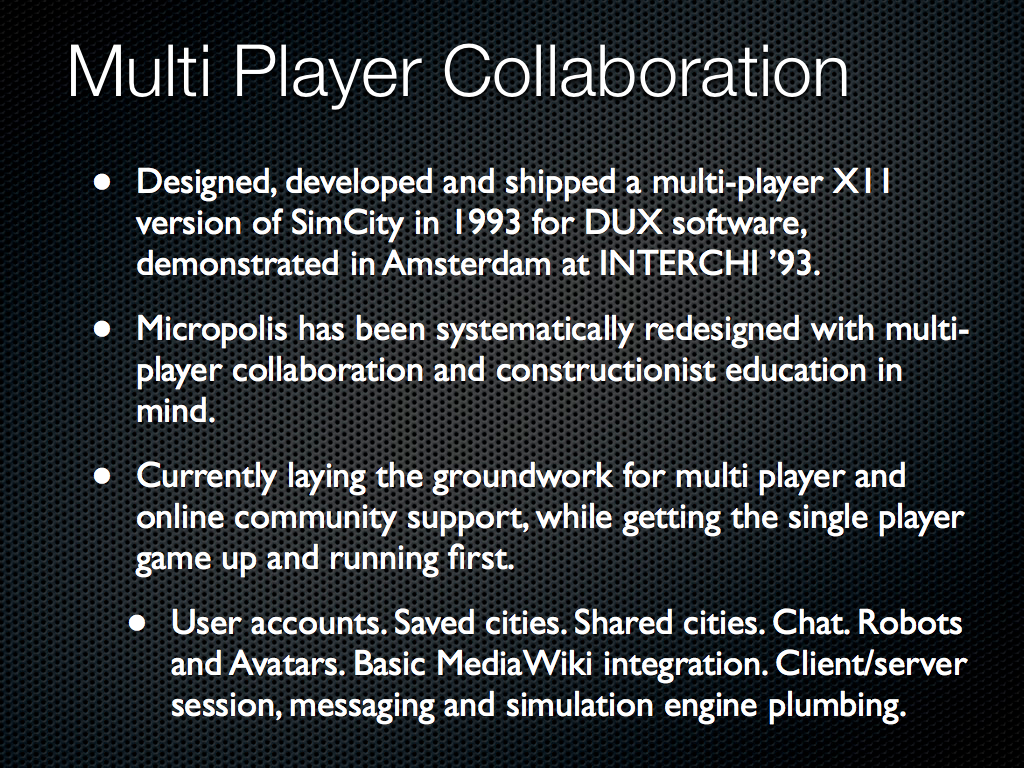 Multi Player Collaboration
• Designed, developed and shipped a multi-player X11
version of SimCity in 1993 for DUX software,
demonstrated in Amsterdam at INTERCHI ’93.
• Micropolis has been systematically redesigned with multi-
player collaboration and constructionist education in
mind.
• Currently laying the groundwork for multi player and
online community support, while getting the single player
game up and running first.
• User accounts. Saved cities. Shared cities. Chat. Robots
and Avatars. Basic MediaWiki integration. Client/server
session, messaging and simulation engine plumbing.